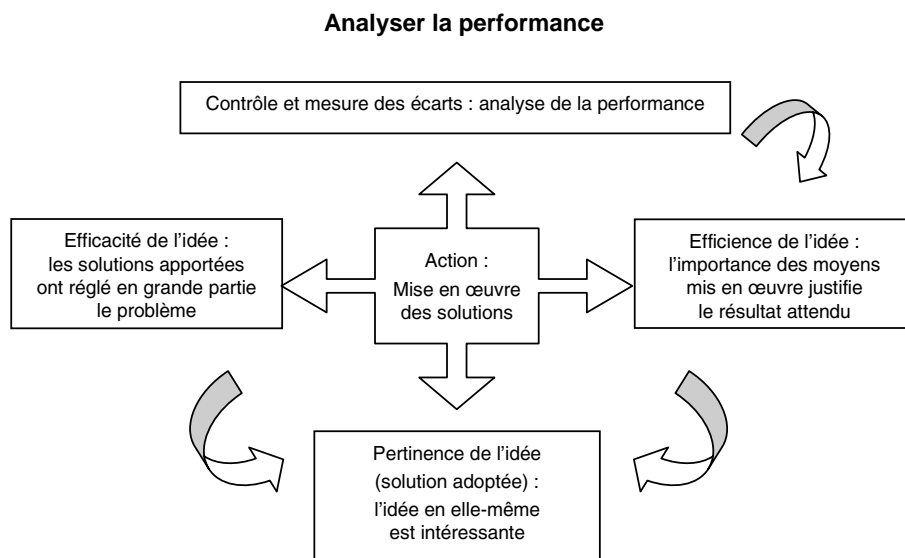 Analyser la performance
Contrôle et mesure des écarts : analyse de la performance
Efficacité de l’idée :
les solutions apportées
ont réglé en grande partie
le problème
Action :
Mise en œuvre
des solutions
Efficience de l’idée :
l’importance des moyens
mis en œuvre justifie
le résultat attendu
Pertinence de l’idée
(solution adoptée) :
l’idée en elle-même
est intéressante